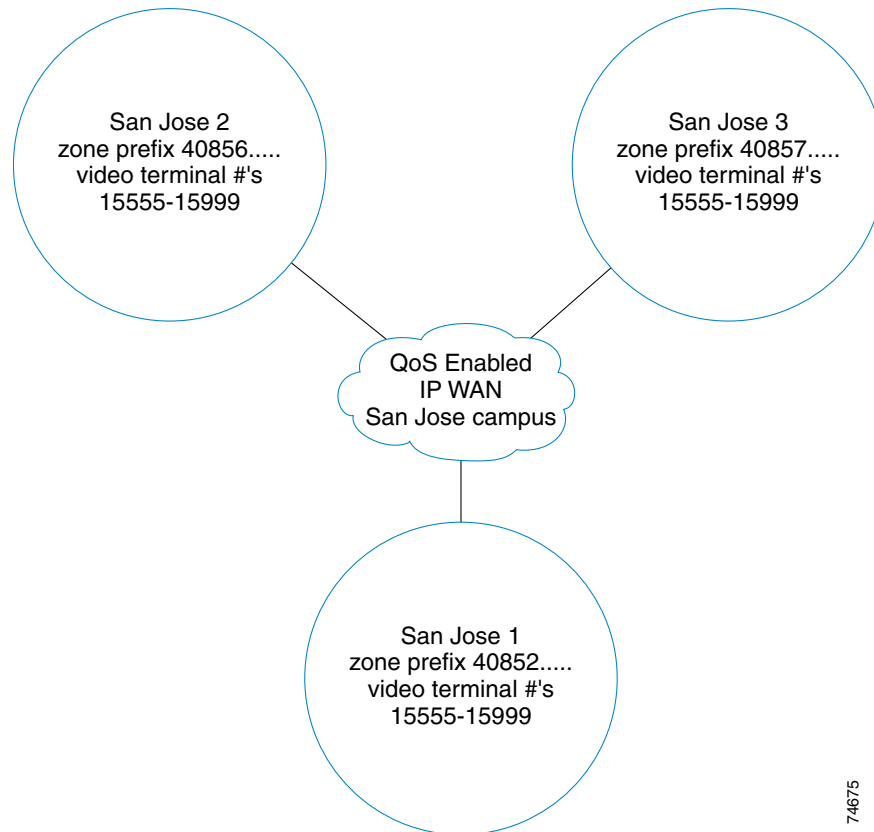 San Jose 2
zone prefix 40856.....
video terminal #'s
15555-15999
San Jose 3
zone prefix 40857.....
video terminal #'s
15555-15999
QoS Enabled
IP WAN
San Jose campus
San Jose 1
zone prefix 40852.....
video terminal #'s
15555-15999
74675